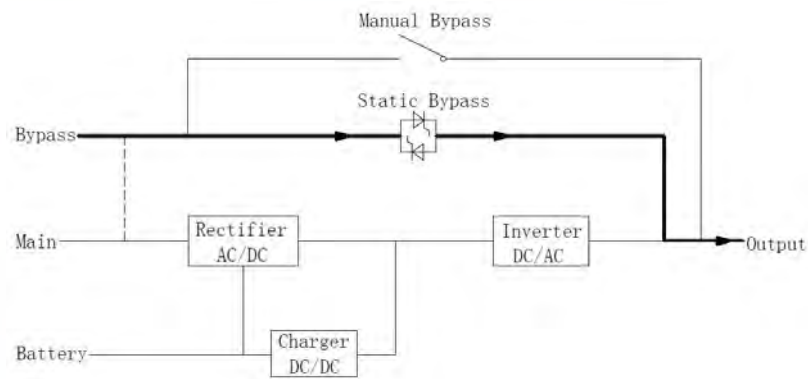 Manual Bypass
Static Bypass
Bypass
Main
Rectifier
AC/DC
Inverter
DC/AC
Output
Battery
Charger
DC/DC